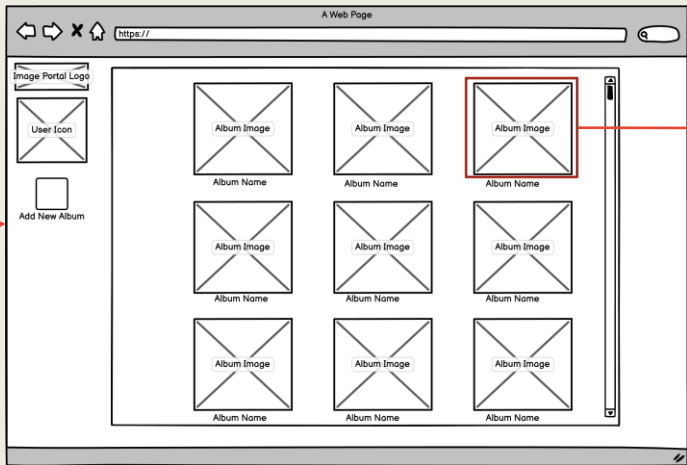 A Web Page
https://
Image Portal Logo
User Icon
Add New Album
Album Image Album Image Album Image
Album Name Album Name Album Name
Album Image Album Image Album Image
Album Name Album Name Album Name
Album Image Album Image Album Image
Album Name Album Name Album Name